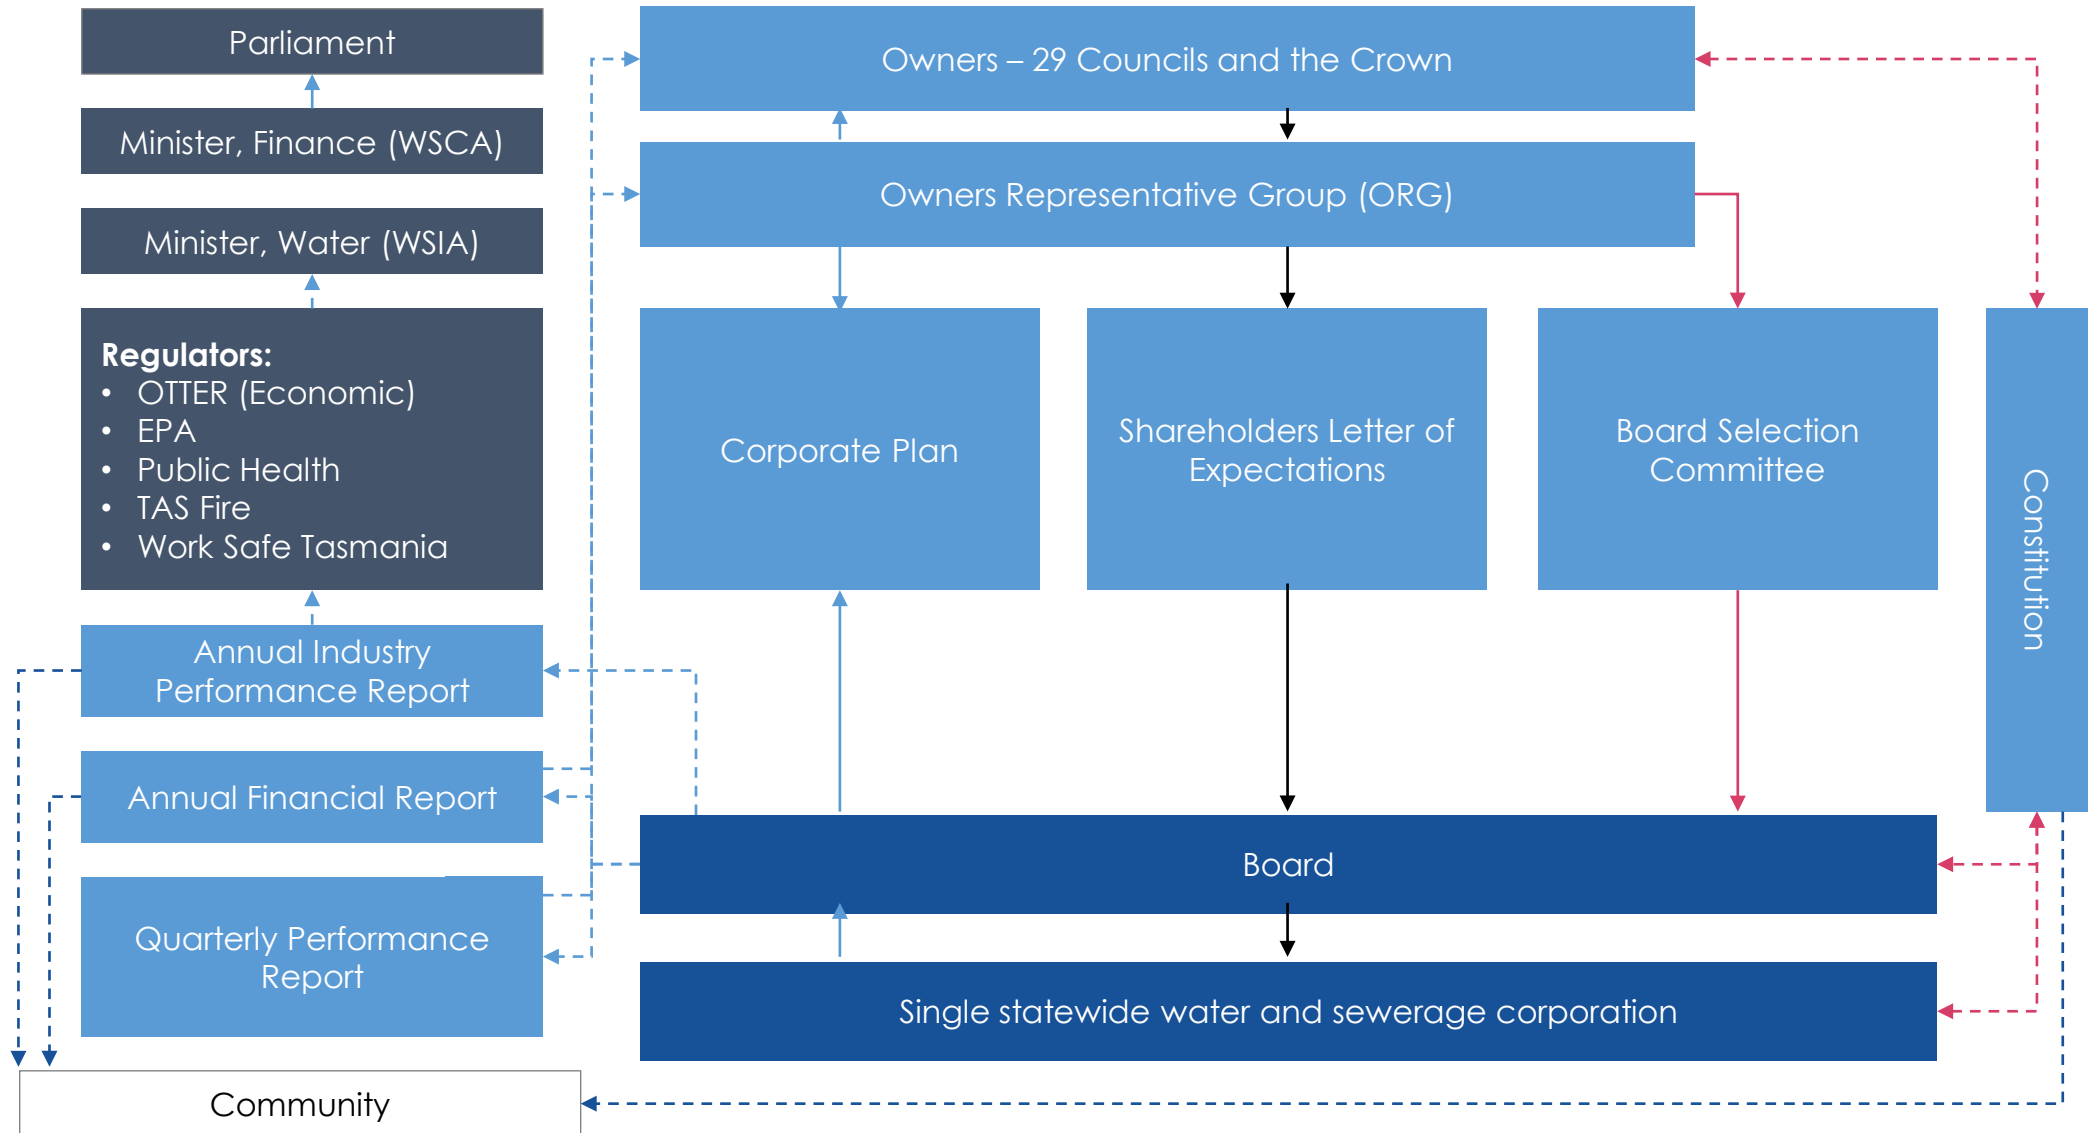 Parliament
Minister, Finance (WSCA)
Minister, Water (WSIA)
Regulators:
• OTTER (Economic)
• EPA
• Public Health
• TAS Fire
• Work Safe Tasmania
Annual Industry
Performance Report
Annual Financial Report
Quarterly Performance
Report
Community
Owners – 29 Councils and the Crown
Owners Representative Group (ORG)
Corporate Plan
Shareholders Letter of
Expectations
Board Selection
Committee
Constitution
Board
Single statewide water and sewerage corporation